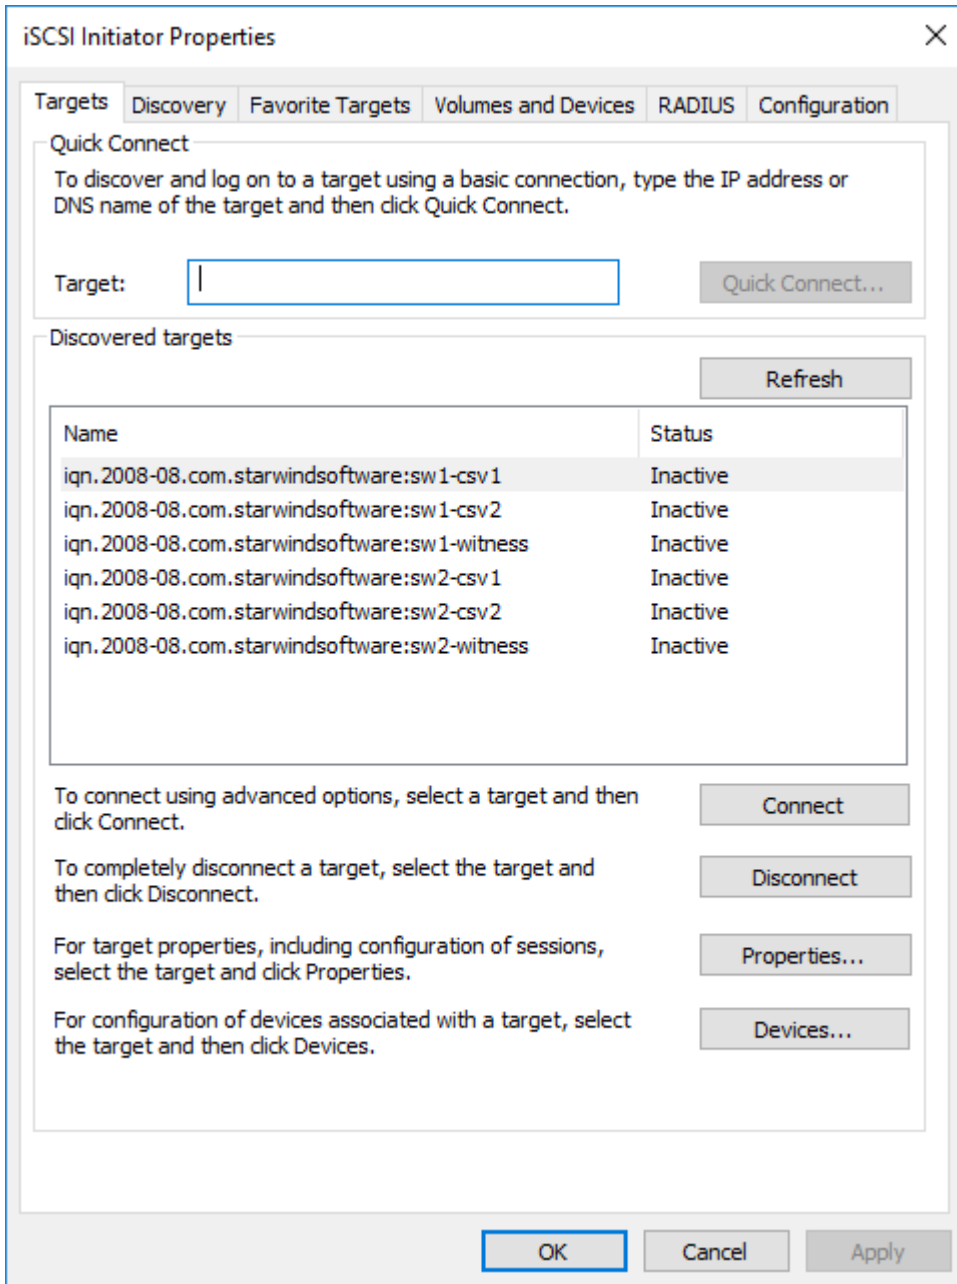 iSCSI Initiator Properties
Targets Discovery Favorite Targets Volumes and Devices RADIUS Configuration
Quick Connect
To discover and log on to a target using a basic connection, type the IP address or
DNS name of the target and then click Quick Connect.
Target: Quick Connect...
Discovered targets
Refresh
Name Status
iqn.2008-08.com.starwindsoftware:sw1-csv1 Inactive
iqn.2008-08.com.starwindsoftware:sw1-csv2 Inactive
iqn.2008-08.com.starwindsoftware:sw1-witness Inactive
iqn.2008-08.com.starwindsoftware:sw2-csv1 Inactive
iqn.2008-08.com.starwindsoftware:sw2-csv2 Inactive
iqn.2008-08.com.starwindsoftware:sw2-witness Inactive
To connect using advanced options, select a target and then
click Connect.
Connect
To completely disconnect a target, select the target and
then click Disconnect.
Disconnect
For target properties, including configuration of sessions,
select the target and click Properties.
Properties...
For configuration of devices associated with a target, select
the target and then click Devices.
Devices...
OK Cancel Apply